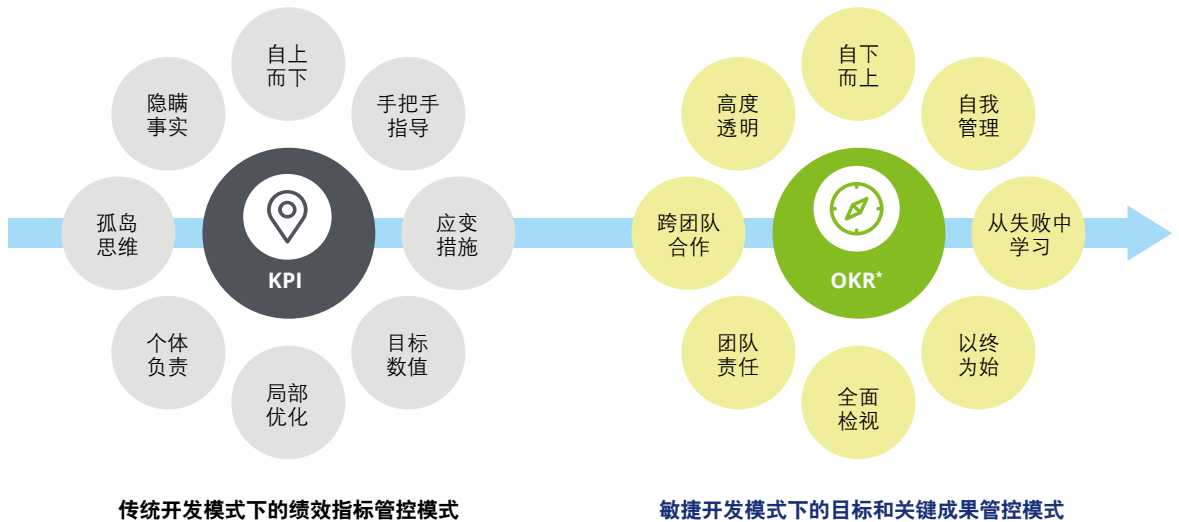 自上
而下
手把手
指导
应变
措施
目标
数值
局部
优化
个体
负责
孤岛
思维
隐瞒
事实
KPI
自下
而上
自我
管理
从失败中
学习
以终
为始
全面
检视
团队
责任
跨团队
合作
高度
透明
OKR*
传统开发模式下的绩效指标管控模式
敏捷开发模式下的目标和关键成果管控模式